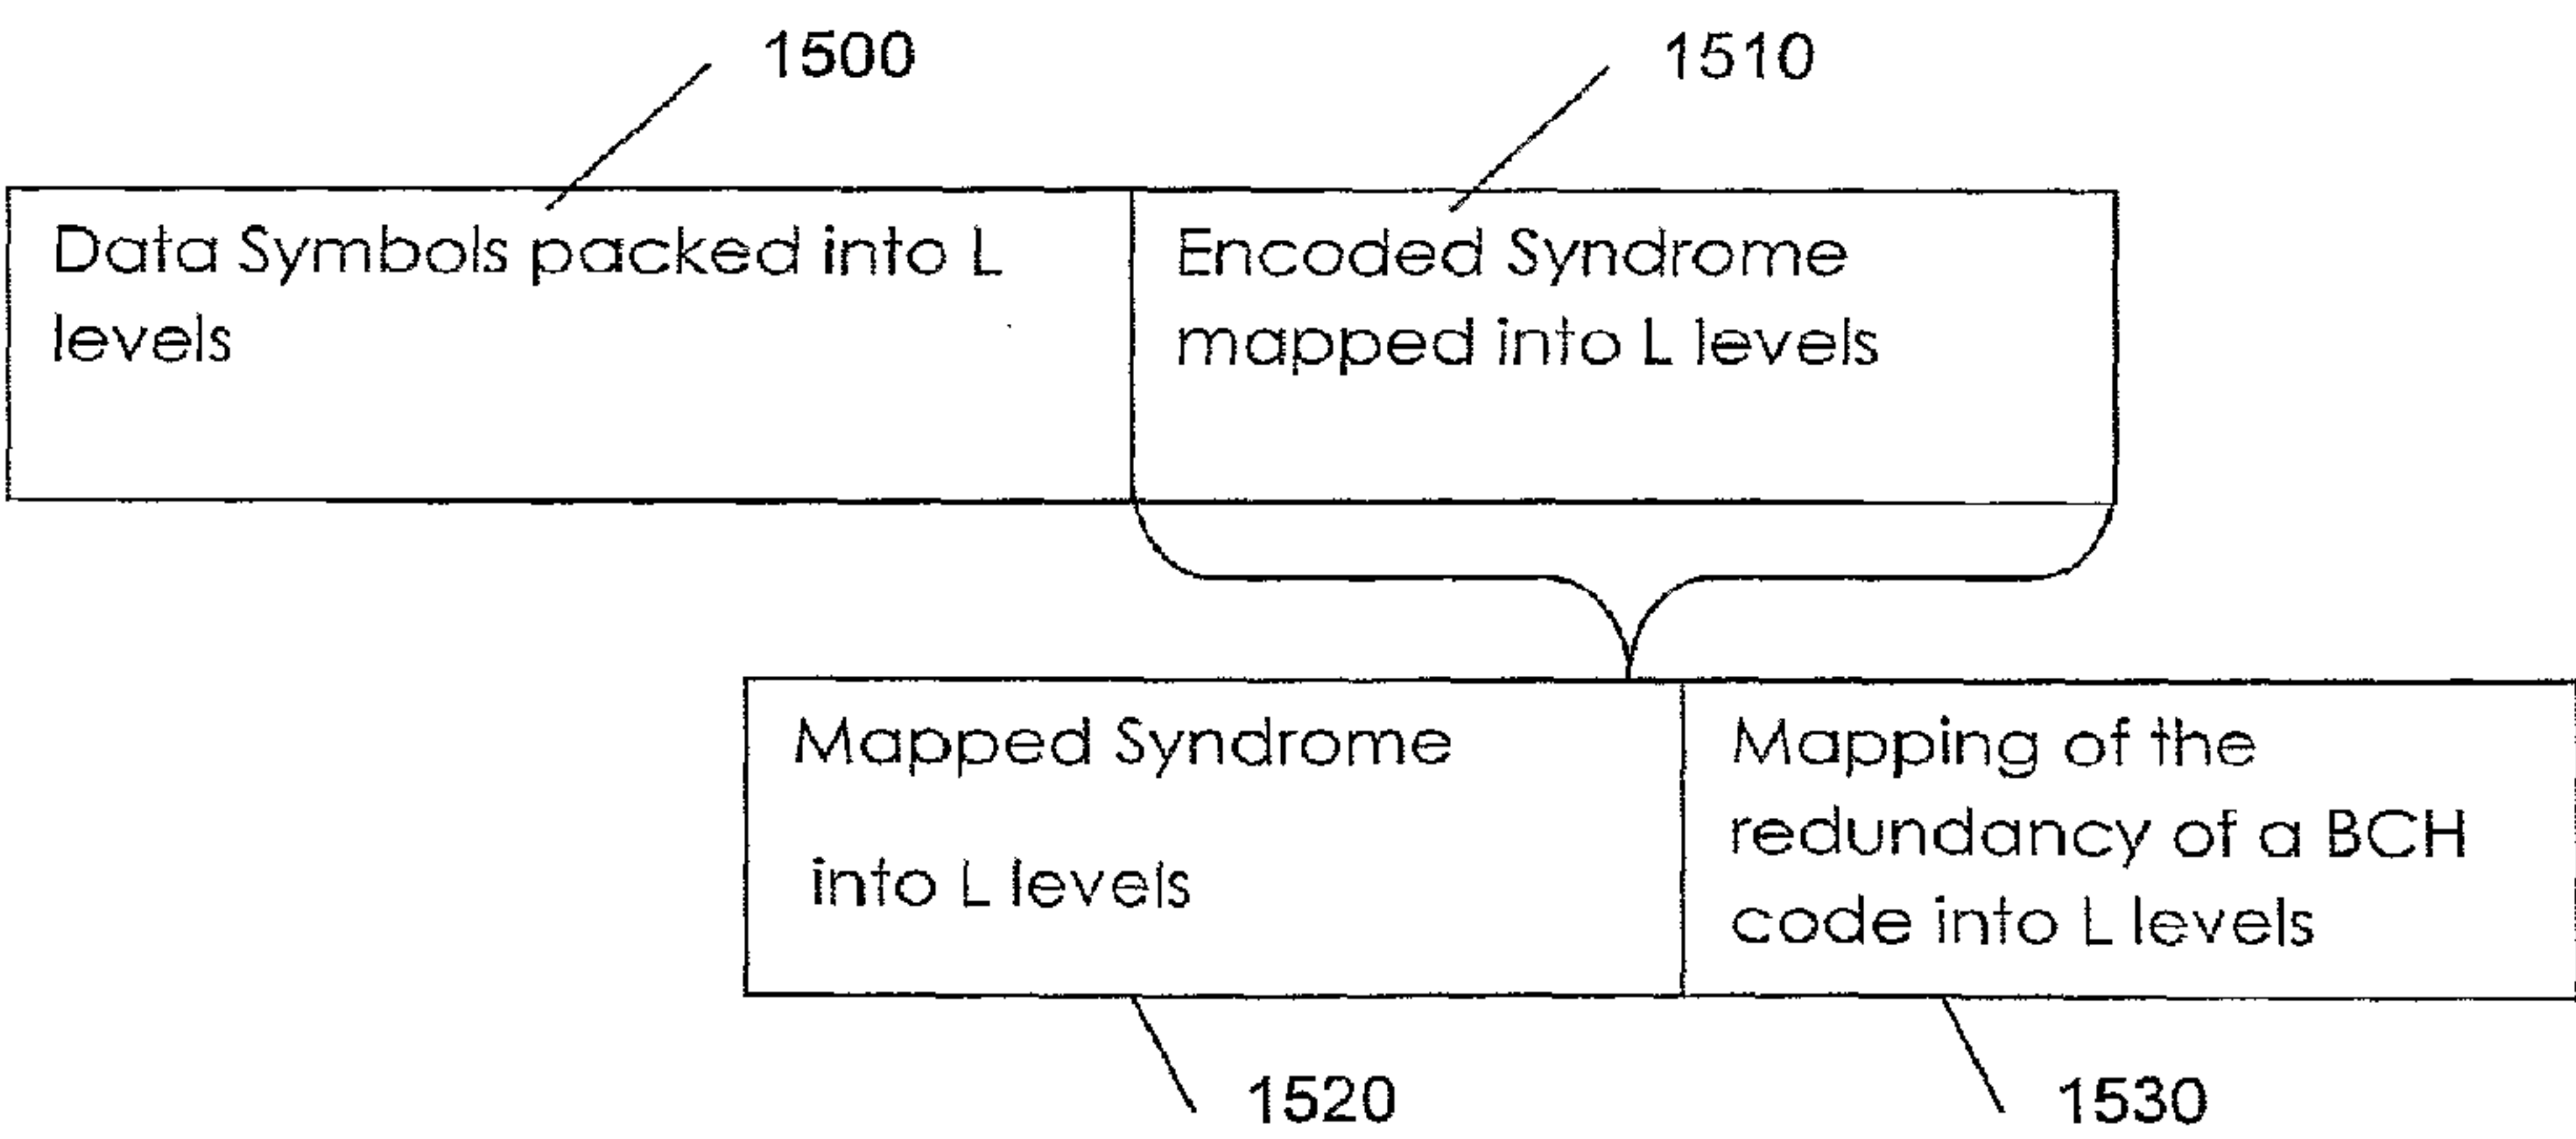 1500
1510
Data Symbols packed into L
levels
Encoded Syndrome
mapped into L levels
Mapped Syndrome
into L levels
Mapping of the
redundancy of a BCH
code into L levels
1520
1530